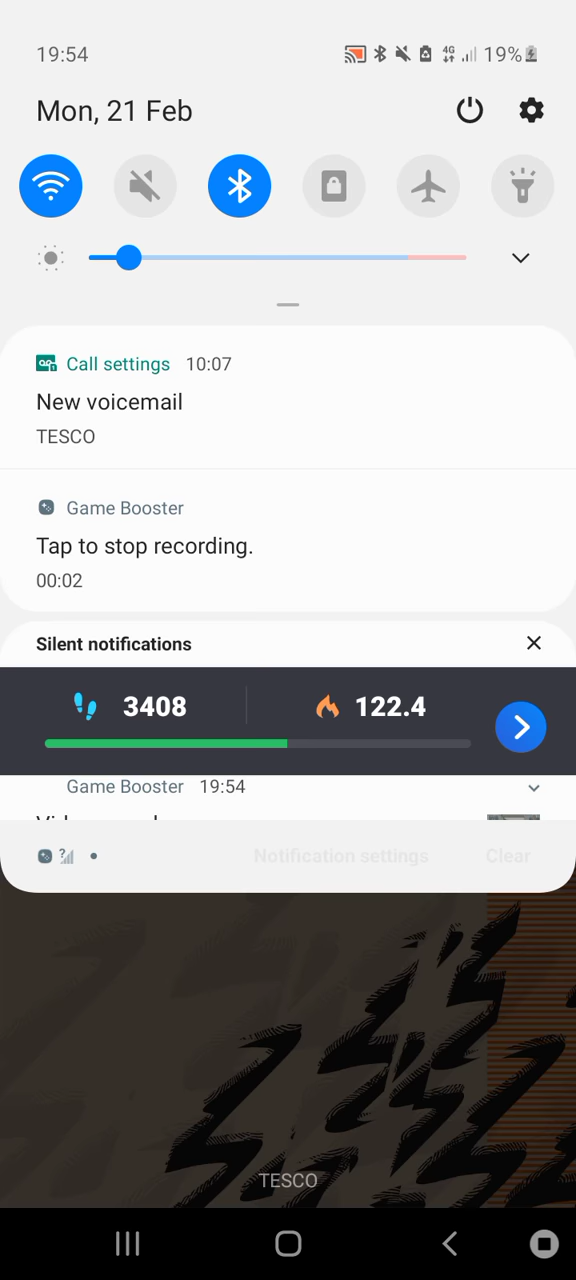 19:54 4G 19%
Mon, 21 Feb
Call settings 10:07
New voicemail
TESCO
Game Booster
Tap to stop recording.
00:02
Silent notifications
3408 122.4
Game Booster 19:54
Notification settings Clear
TESCO